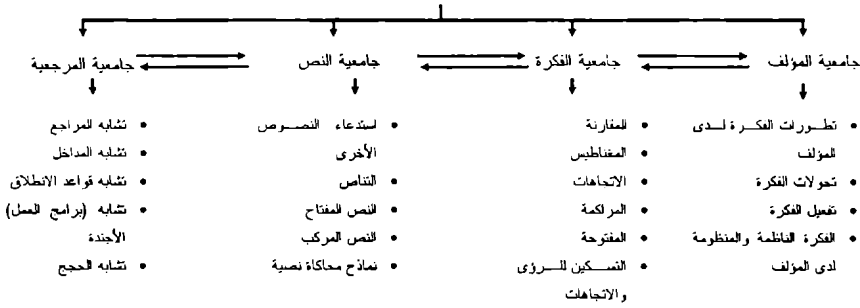 جامعية المؤلف
جامعية الفكرة
جامعية النص
جامعية المرجعية
• تطورات الفكرة لدى
المؤلف
• تحولات الفكرة
• تفعيل الفكرة
• الفكرة الناظمة والمنظومة
لدى المؤلف
• المقارنة
• المغناطيس
• الاتجاهات
• المراكمة
• المفتوحة
• التسكين للرؤى
والاتجاهات
• استدعاء النصوص
الأخرى
• التناص
• النص المفتاح
• النص المركب
• نماذج محاكاة نصية
• تشابه المراجع
• تشابه المداخل
• تشابه قواعد الانطلاق
• تشابه (برامج العمل)
الأجندة
• تشابه الحجج